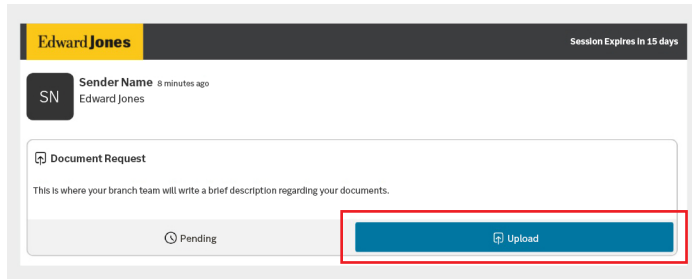 Edward Jones
Session Expires in 15 days
SN
Sender Name 8 minutes ago
Edward Jones
Document Request
This is where your branch team will write a brief description regarding your documents.
Pending
Upload